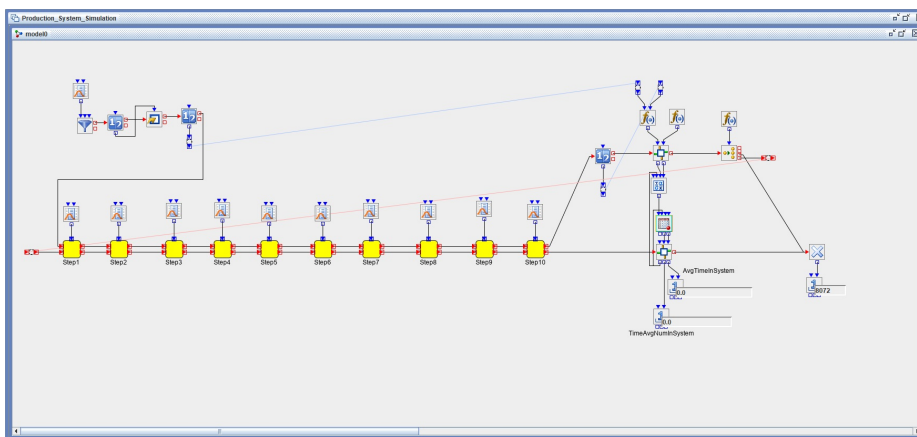 Production_System_Simulation
model0
Step1
Step2
Step3
Step4
Step5
Step6
Step7
Step8
Step9
Step10
AvgTimeInSystem
0.0
8072
0.0
TimeAvgNumInSystem